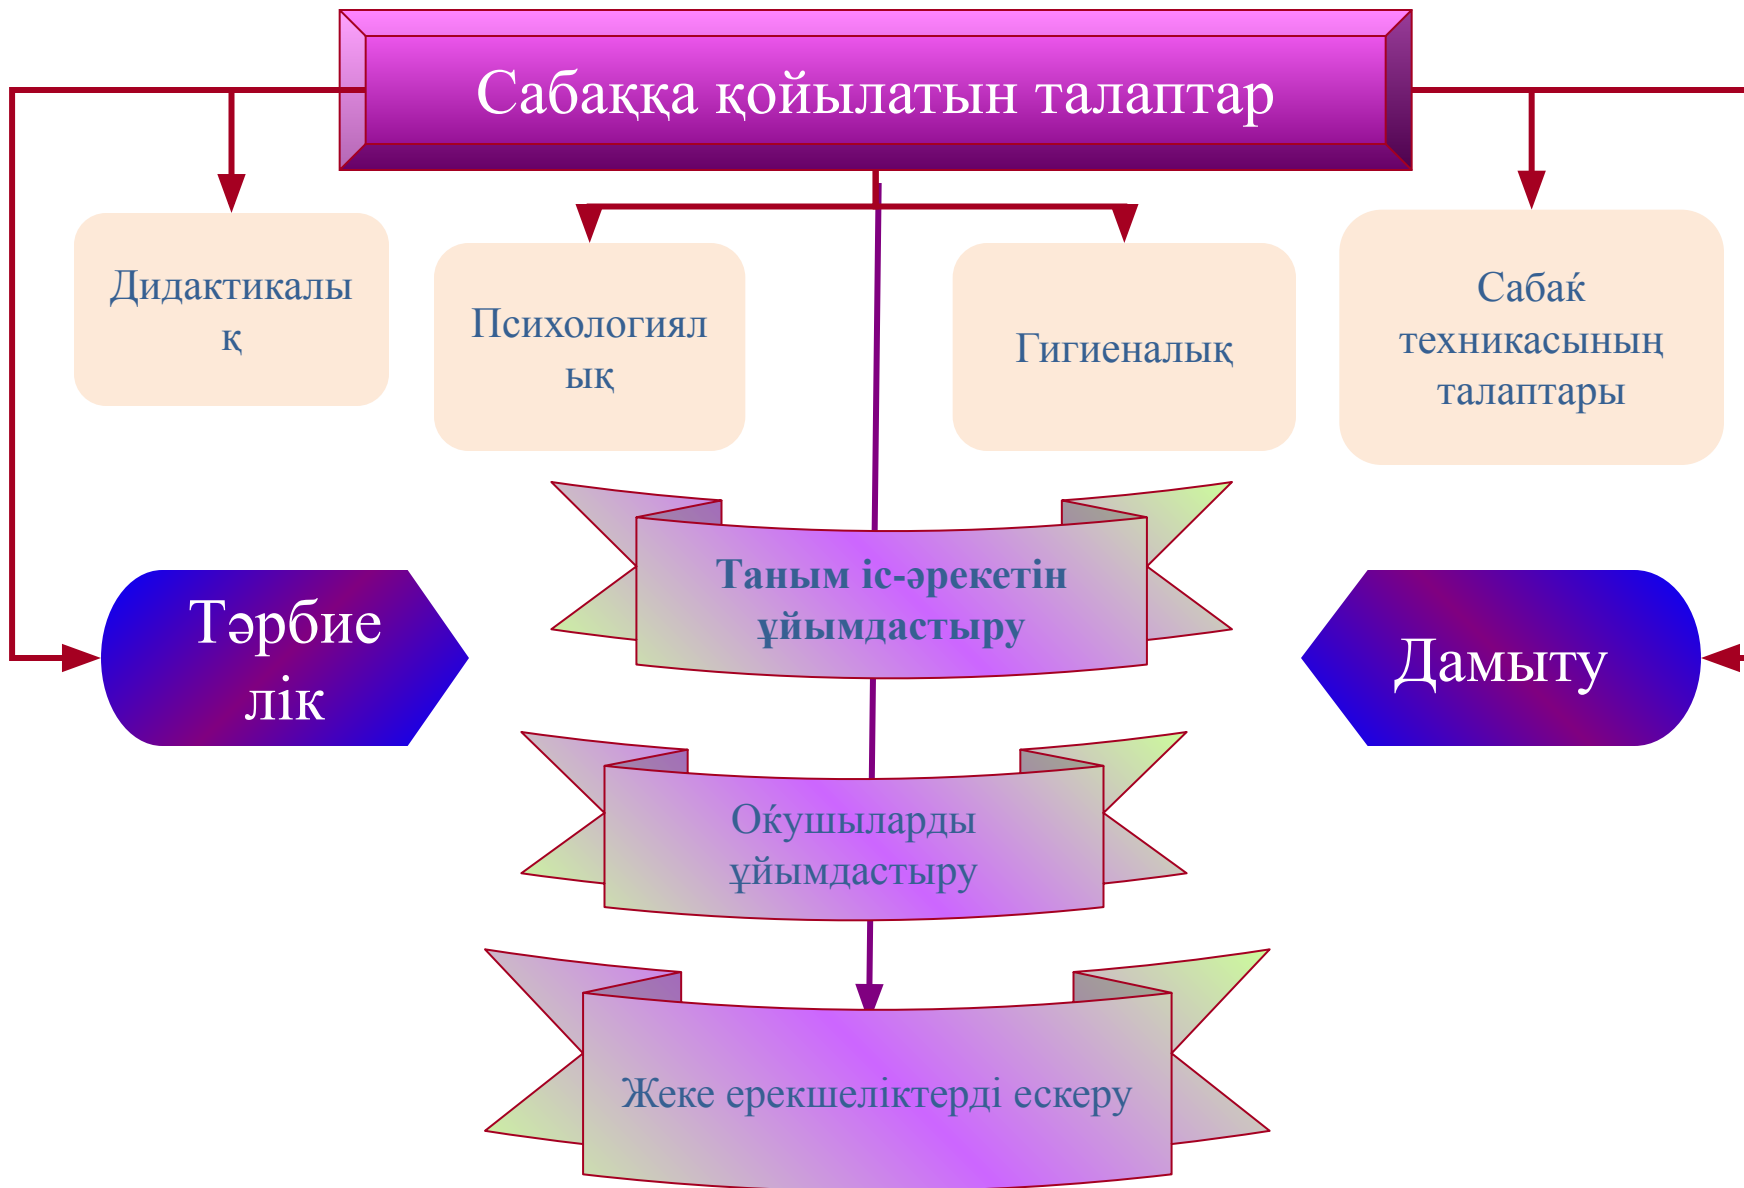 Сабаққа қойылатын талаптар
Дидактикалы
қ
Психологиял
ық
Гигиеналық
Сабаќ
техникасының
талаптары
Таным іс-әрекетін
ұйымдастыру
Тәрбие
лік
Дамыту
Оќушыларды
ұйымдастыру
Жеке ерекшеліктерді ескеру